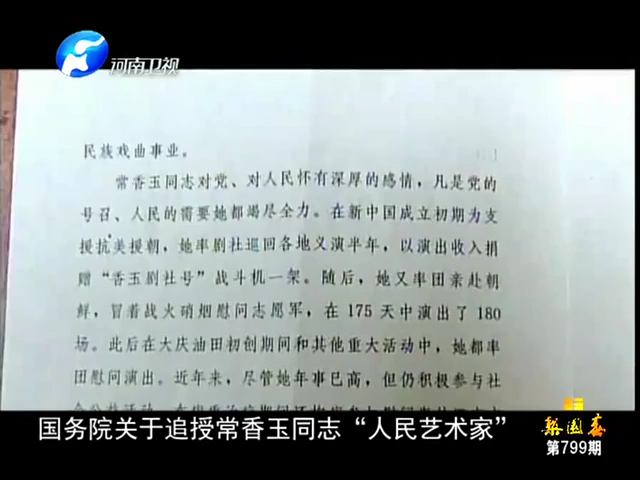 河南卫视
民族戏曲事业。
常香玉同志对党、对人民怀有深厚的感情，凡是党的
号召、人民的需要她都竭尽全力。在新中国成立初期为支
援抗美援朝，她率剧社巡回各地义演半年，以演出收入捐
赠“香玉剧社号”战斗机一架。随后，她又率团亲赴朝
鲜，冒着战火硝烟慰问志愿军，在175天中演出了180
场。此后在大庆油田初创期间和其他重大活动中，她都率
团慰问演出。近年来，尽管她年事已高，但仍积极参与社
国务院关于追授常香玉同志“人民艺术家”
梨园春
第799期